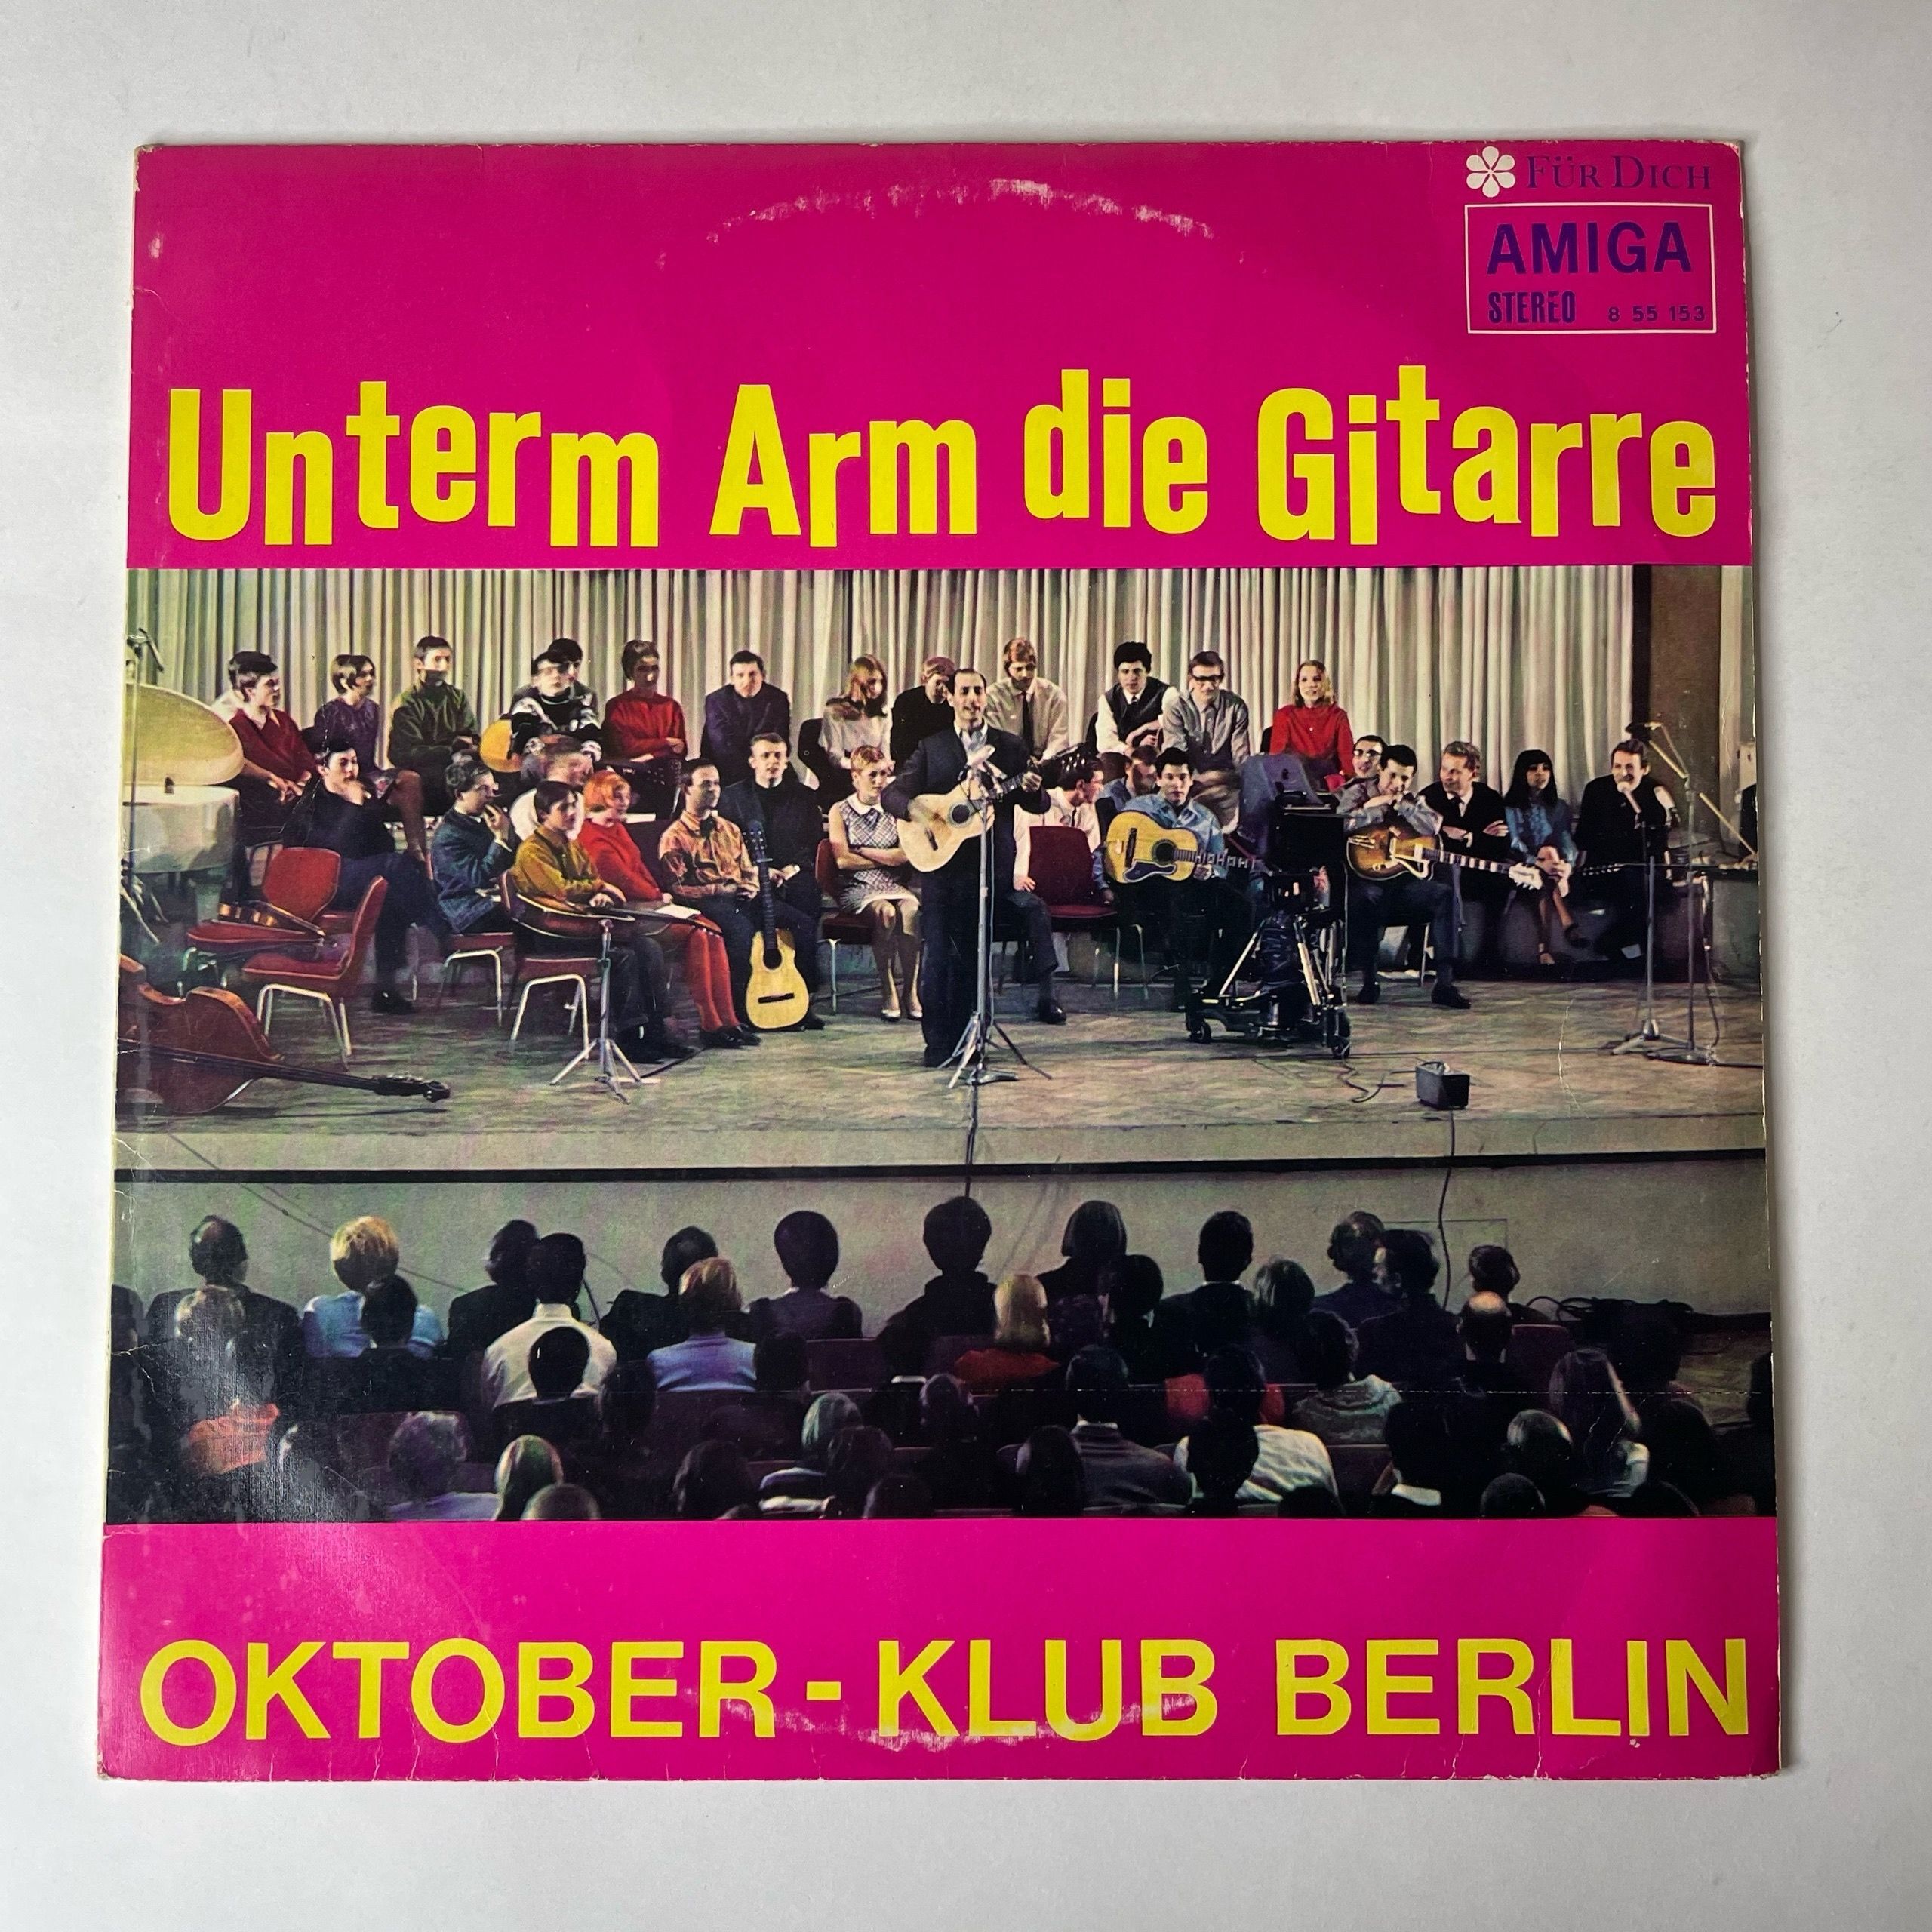 FÜR DICH
AMIGA
STEREO 8 55 153
Unterm Arm die Gitarre
OKTOBER - KLUB BERLIN